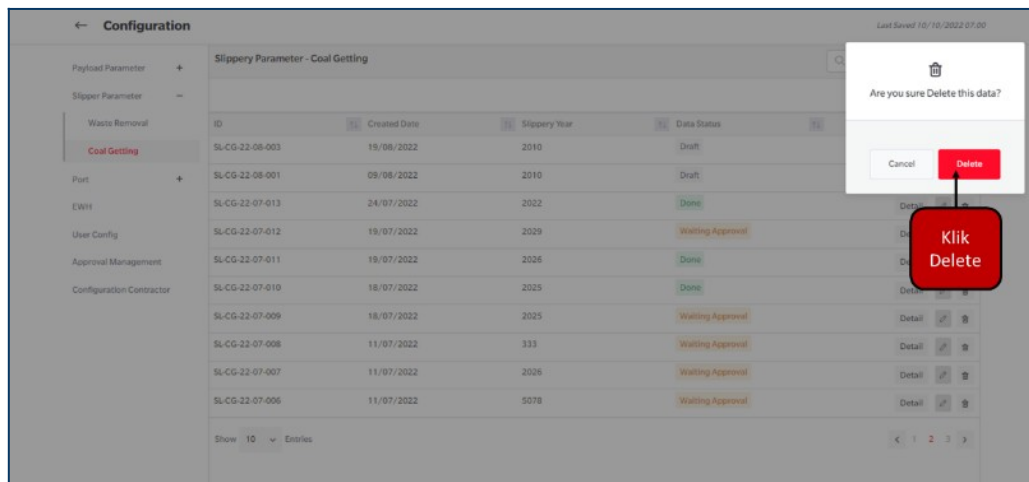 ← Configuration
Last Saved 10/10/2022 07:00
Payload Parameter +
Slipper Parameter −
Waste Removal
Coal Getting
Port +
EWH
User Config
Approval Management
Configuration Contractor
Slippery Parameter - Coal Getting
ID Created Date Slippery Year Data Status
SL-CG-22-08-003 19/08/2022 2010 Draft
SL-CG-22-08-001 09/08/2022 2010 Draft
SL-CG-22-07-013 24/07/2022 2022 Done Detail
SL-CG-22-07-012 19/07/2022 2029 Waiting Approval
SL-CG-22-07-011 19/07/2022 2026 Done
SL-CG-22-07-010 18/07/2022 2025 Done Detail
SL-CG-22-07-009 18/07/2022 2025 Waiting Approval Detail
SL-CG-22-07-008 11/07/2022 333 Waiting Approval Detail
SL-CG-22-07-007 11/07/2022 2026 Waiting Approval Detail
SL-CG-22-07-006 11/07/2022 5078 Waiting Approval Detail
Show 10 Entries
< 1 2 3 >
Are you sure Delete this data?
Cancel Delete
Klik
Delete